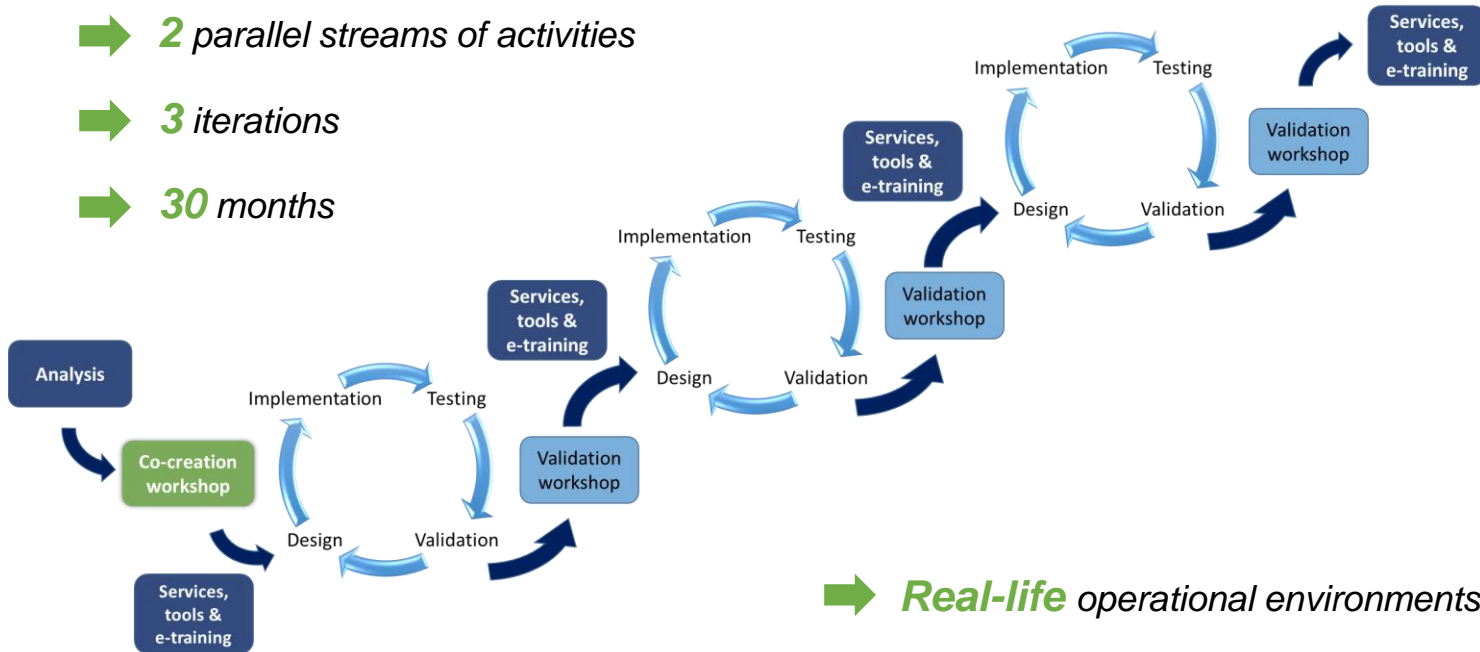 2 parallel streams of activities
3 iterations
30 months
Implementation
Testing
Services,
tools &
e-training
Validation
workshop
Services,
tools &
e-training
Design
Validation
Implementation
Testing
Validation
workshop
Services,
tools &
e-training
Design
Validation
Analysis
Implementation
Testing
Co-creation
workshop
Validation
workshop
Design
Validation
Services,
tools &
e-training
Real-life operational environments